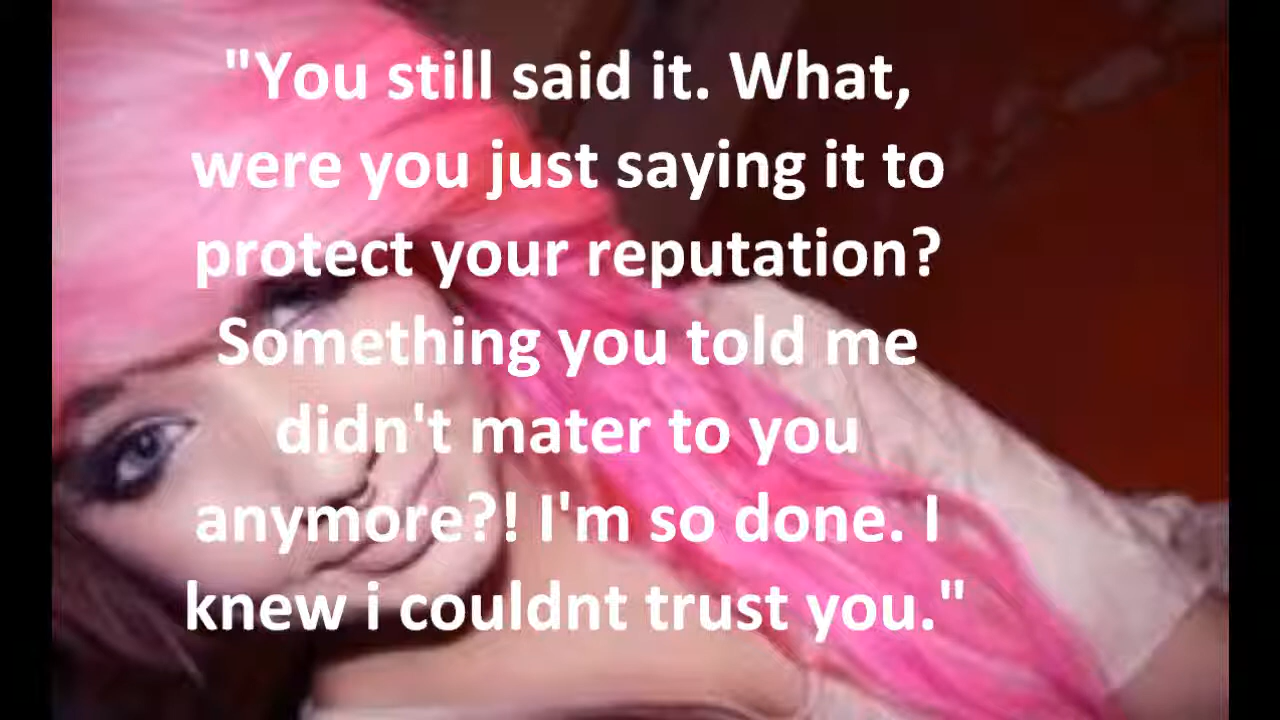 "You still said it. What,
were you just saying it to
protect your reputation?
Something you told me
didn't mater to you
anymore?! I'm so done. I
knew i couldnt trust you."